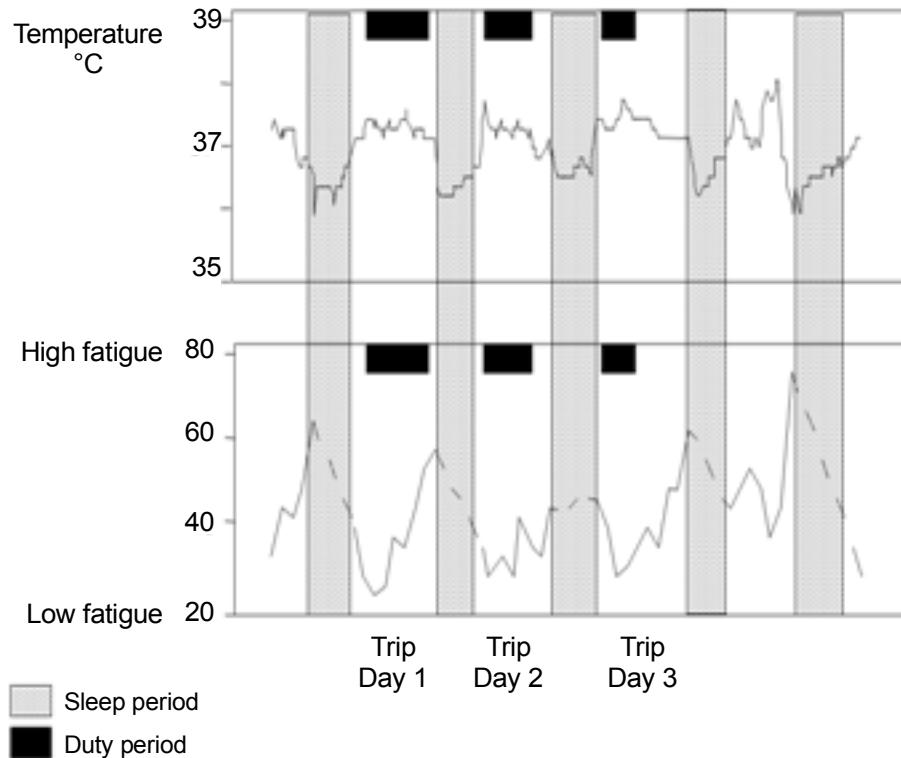 39
Temperature
°C
37
35
High fatigue
80
60
40
Low fatigue
20
Trip
Day 1
Trip
Day 2
Trip
Day 3
Sleep period
Duty period